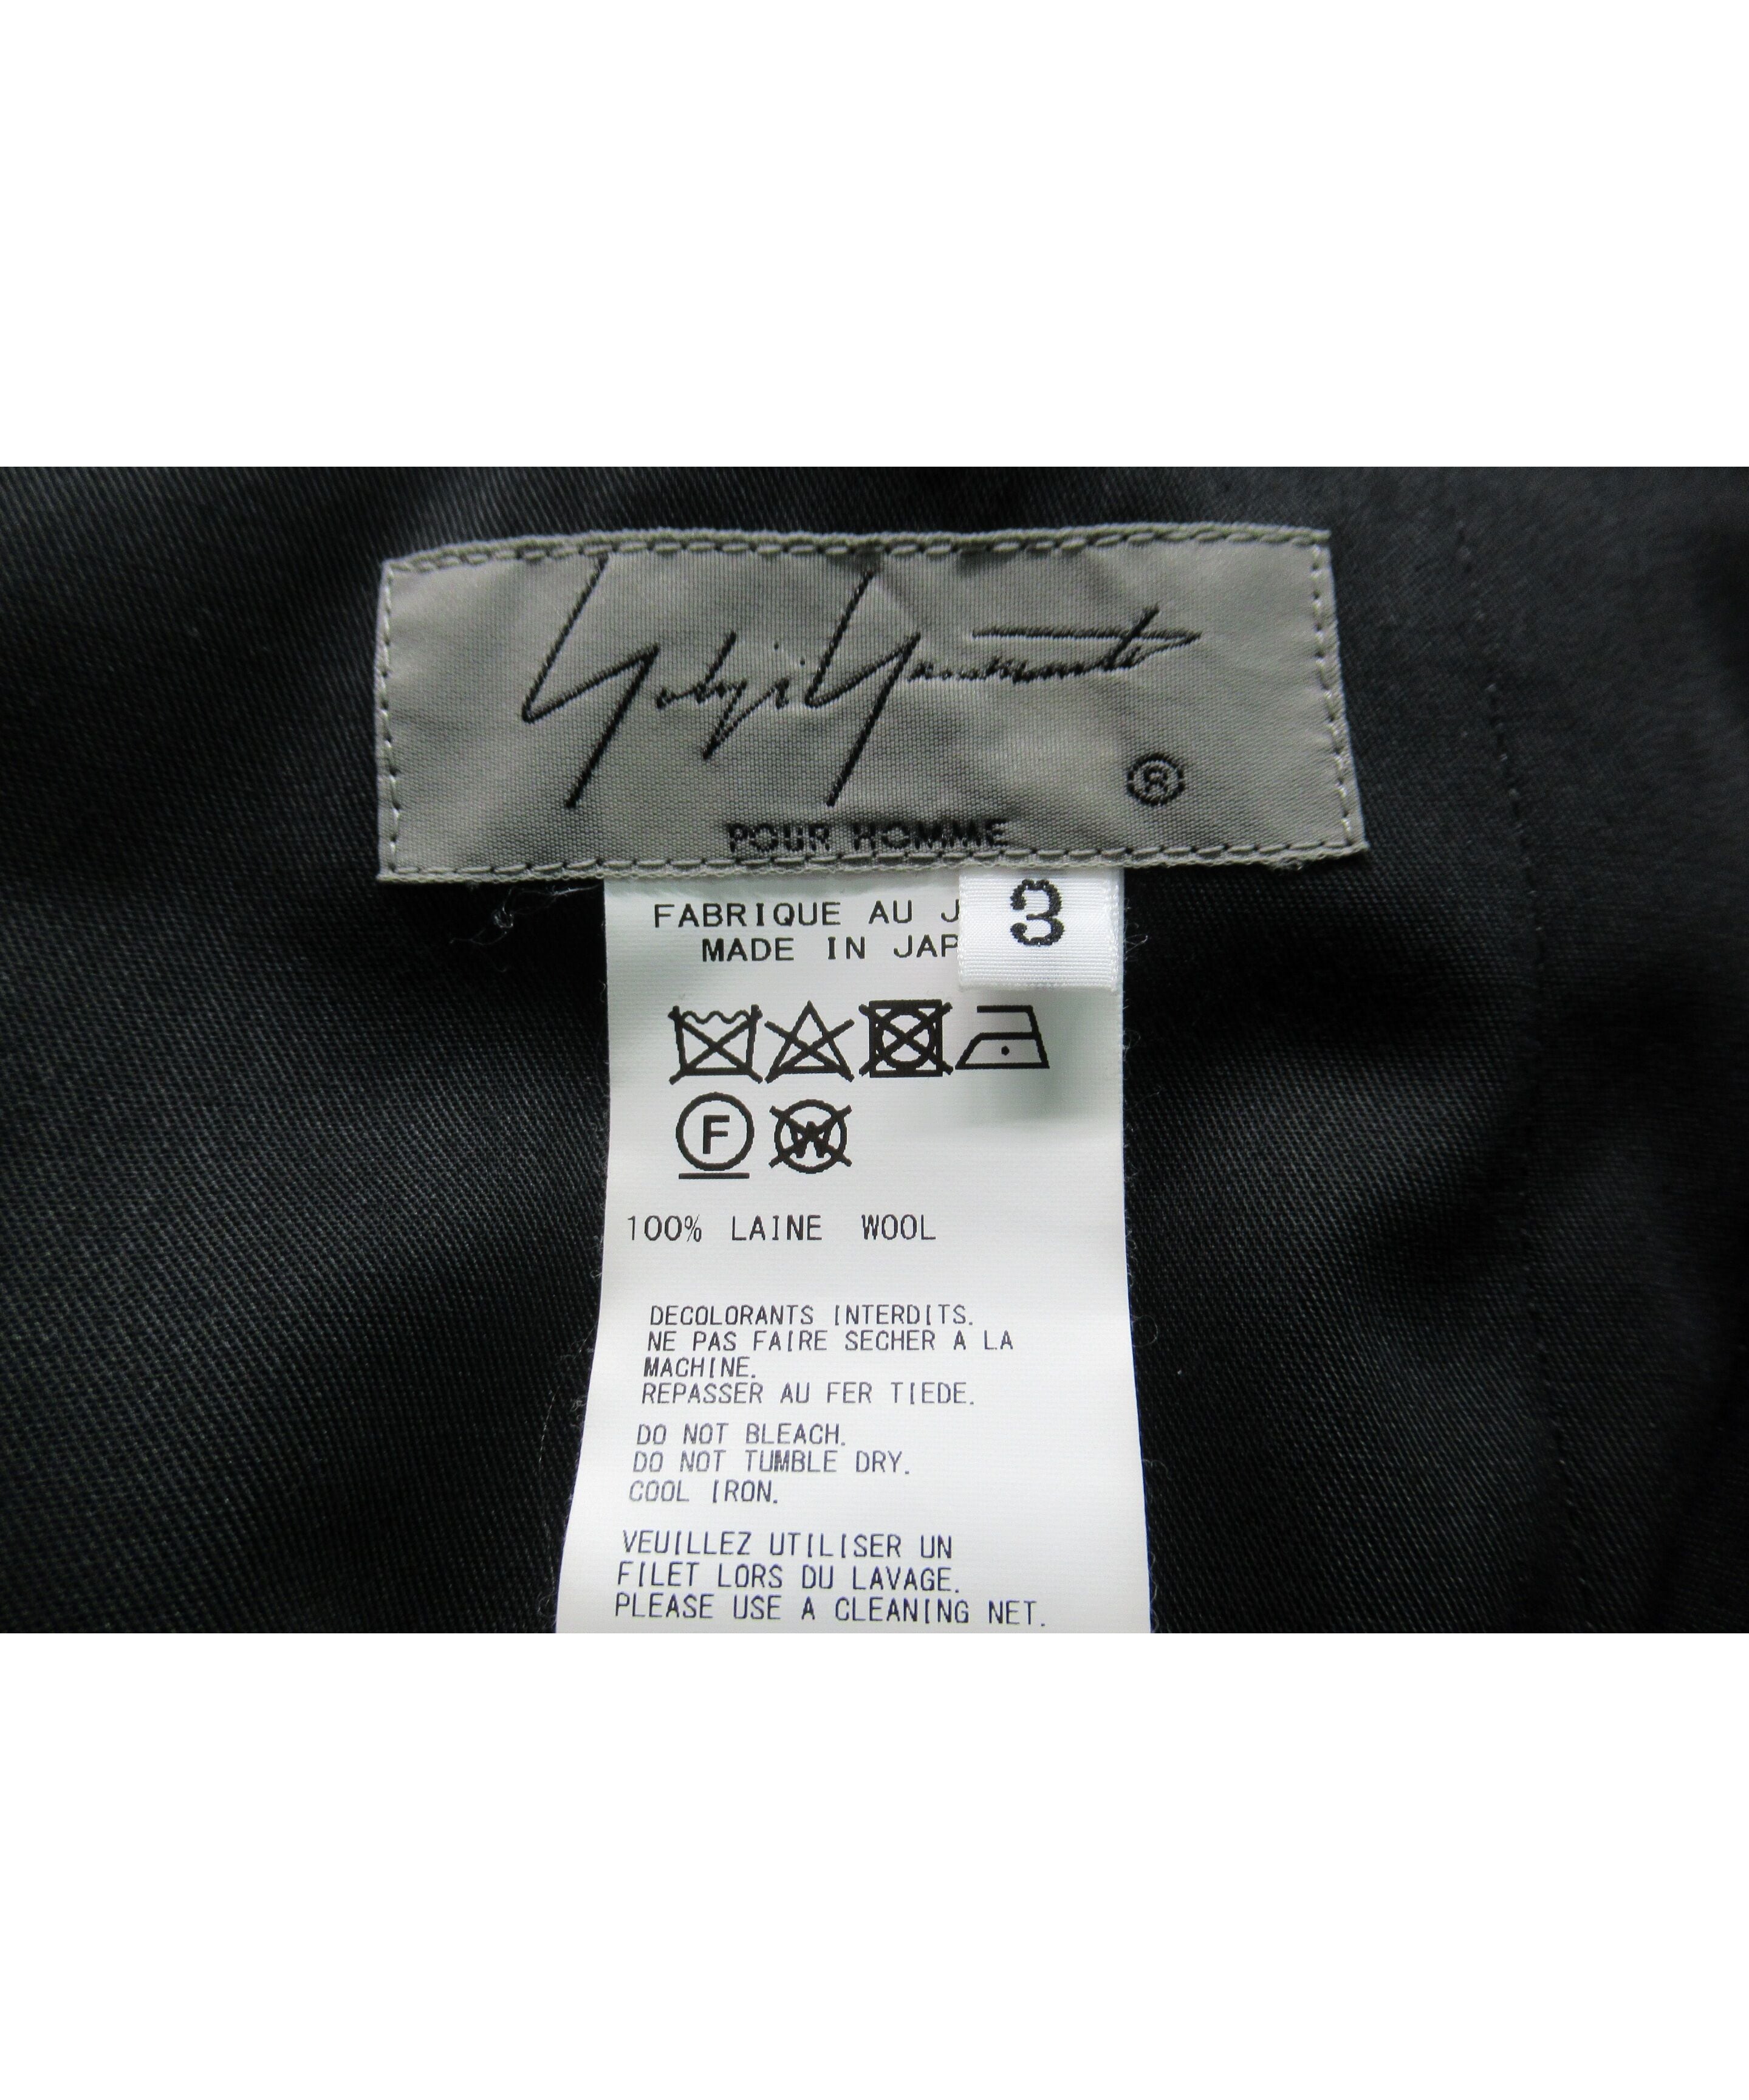 Yohji Yamamoto
®
POUR HOMME
3
FABRIQUE AU J
MADE IN JAP
F
W
100% LAINE WOOL
DECOLORANTS INTERDITS.
NE PAS FAIRE SECHER A LA
MACHINE.
REPASSER AU FER TIEDE.
DO NOT BLEACH.
DO NOT TUMBLE DRY.
COOL IRON.
VEUILLEZ UTILISER UN
FILET LORS DU LAVAGE.
PLEASE USE A CLEANING NET.